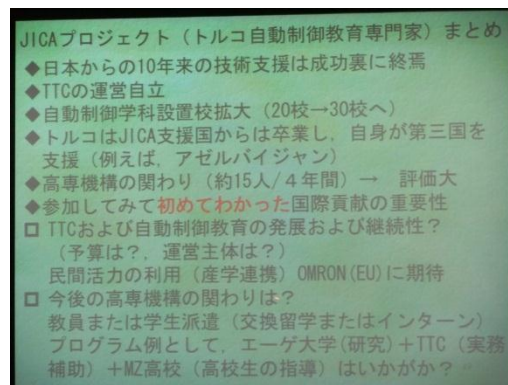 JICAプロジェクト（トルコ自動制御教育専門家）まとめ
◆日本からの10年来の技術支援は成功裏に終焉
◆TTCの運営自立
◆自動制御学科設置校拡大（20校→30校へ）
◆トルコはJICA支援国からは卒業し，自身が第三国を
支援（例えば，アゼルバイジャン）
◆高専機構の関わり（約15人/４年間）→　評価大
◆参加してみて初めてわかった国際貢献の重要性
□ TTCおよび自動制御教育の発展および継続性？
（予算は？，運営主体は？）
民間活力の利用（産学連携）OMRON(EU)に期待
□ 今後の高専機構の関わりは？
教員または学生派遣（交換留学またはインターン）
プログラム例として，エーゲ大学(研究)＋TTC（実務
補助）＋MZ高校（高校生の指導）はいかがか？